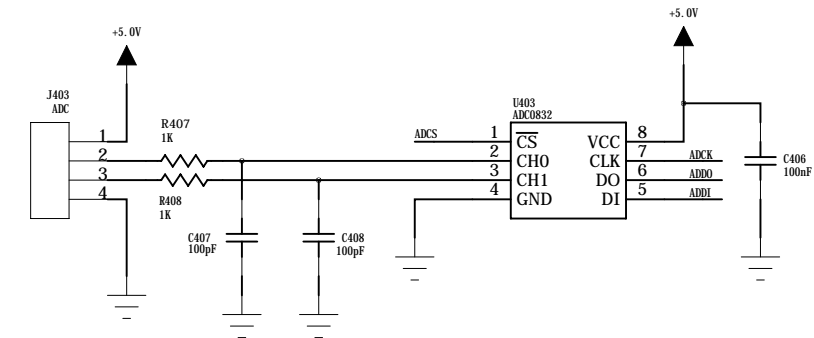 +5.0V
+5.0V
J403
ADC
1
2
3
4
R407
1K
R408
1K
C407
100pF
C408
100pF
U403
ADC0832
ADCS
1 CS VCC 8
2 CH0 CLK 7 ADCK
3 CH1 DO 6 ADDO
4 GND DI 5 ADDI
C406
100nF